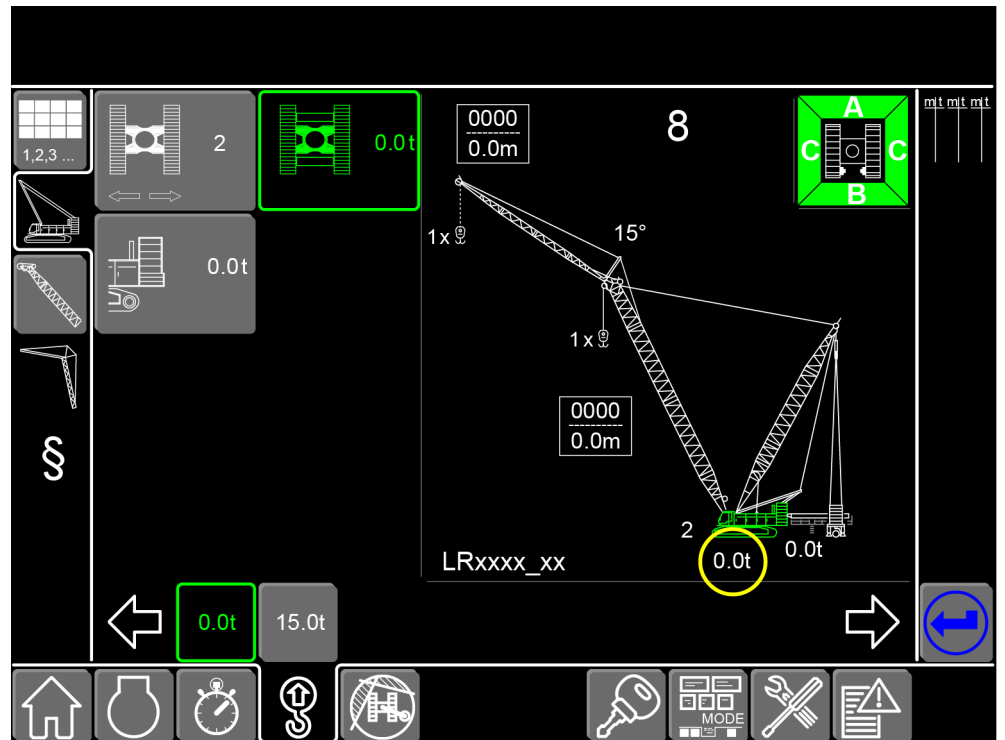 1,2,3 ...
2
0.0t
0.0t
0000
0.0m
8
A
C
C
B
m t m t m t
1x
15°
1x
0000
0.0m
§
2
0.0t
0.0t
LRxxxx_xx
0.0t
15.0t
MODE